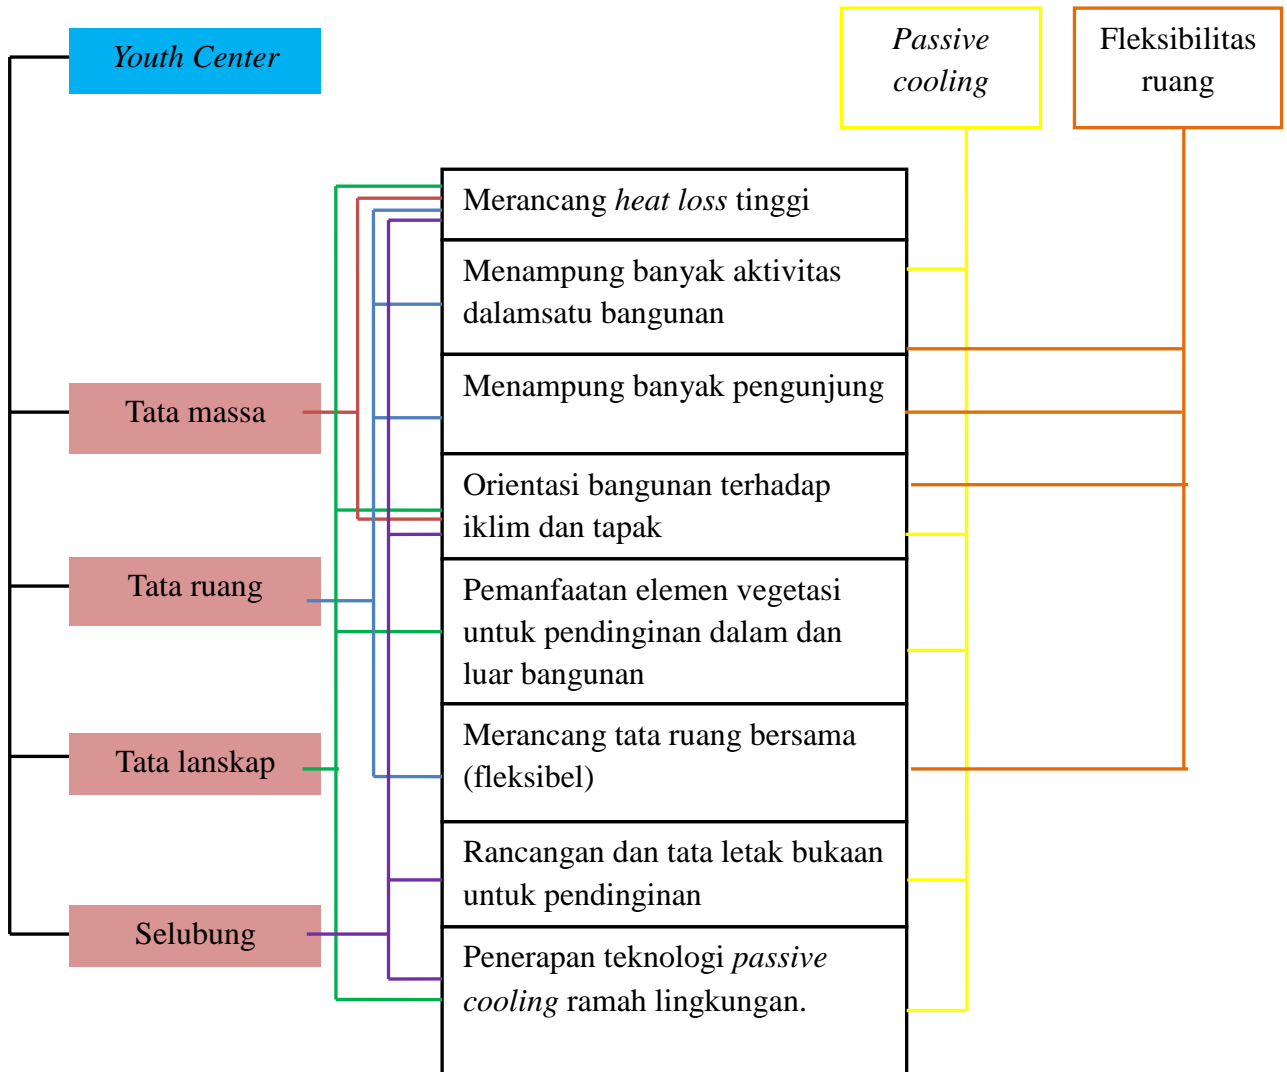 Youth Center
Passive
cooling
Fleksibilitas
ruang
Merancang heat loss tinggi
Menampung banyak aktivitas
dalamsatu bangunan
Tata massa
Menampung banyak pengunjung
Orientasi bangunan terhadap
iklim dan tapak
Tata ruang
Pemanfaatan elemen vegetasi
untuk pendinginan dalam dan
luar bangunan
Tata lanskap
Merancang tata ruang bersama
(fleksibel)
Rancangan dan tata letak bukaan
untuk pendinginan
Selubung
Penerapan teknologi passive
cooling ramah lingkungan.